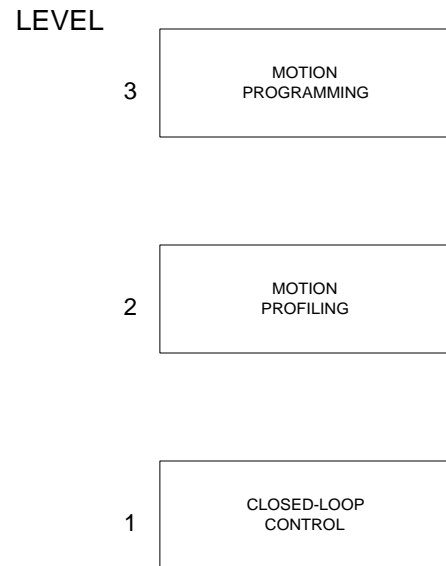 LEVEL
3
MOTION
PROGRAMMING
2
MOTION
PROFILING
1
CLOSED-LOOP
CONTROL